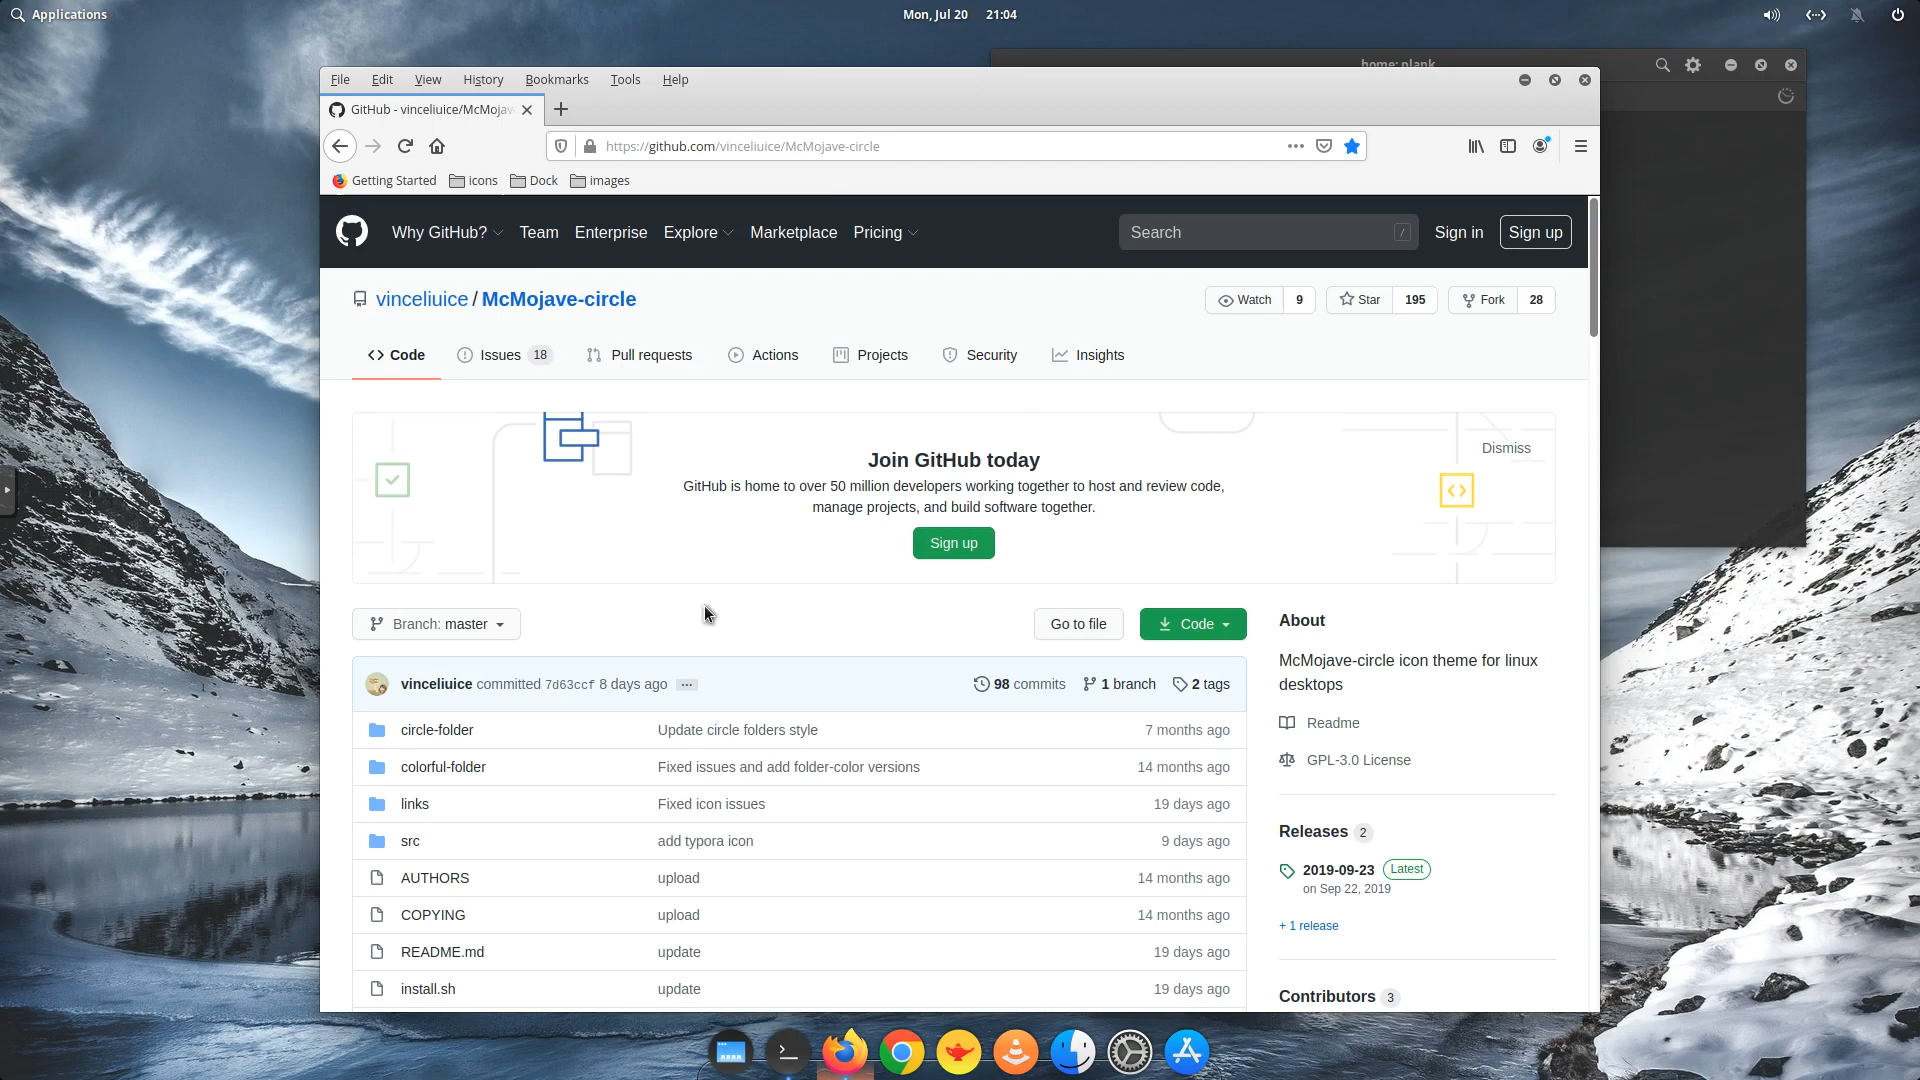 Applications
Mon, Jul 20 21:04
home: plank
File Edit View History Bookmarks Tools Help
GitHub - vinceliuice/McMojav
https://github.com/vinceliuice/McMojave-circle
Getting Started icons Dock images
Why GitHub? Team Enterprise Explore Marketplace Pricing Search / Sign in Sign up
vinceliuice / McMojave-circle
Watch 9 Star 195 Fork 28
Code Issues 18 Pull requests Actions Projects Security Insights
Dismiss
Join GitHub today
GitHub is home to over 50 million developers working together to host and review code,
manage projects, and build software together.
Sign up
Branch: master Go to file Code
vinceliuice committed 7d63ccf 8 days ago ... 98 commits 1 branch 2 tags
circle-folder Update circle folders style 7 months ago
colorful-folder Fixed issues and add folder-color versions 14 months ago
links Fixed icon issues 19 days ago
src add typora icon 9 days ago
AUTHORS upload 14 months ago
COPYING upload 14 months ago
README.md update 19 days ago
install.sh update 19 days ago
About
McMojave-circle icon theme for linux
desktops
Readme
GPL-3.0 License
Releases 2
2019-09-23 Latest
on Sep 22, 2019
+ 1 release
Contributors 3